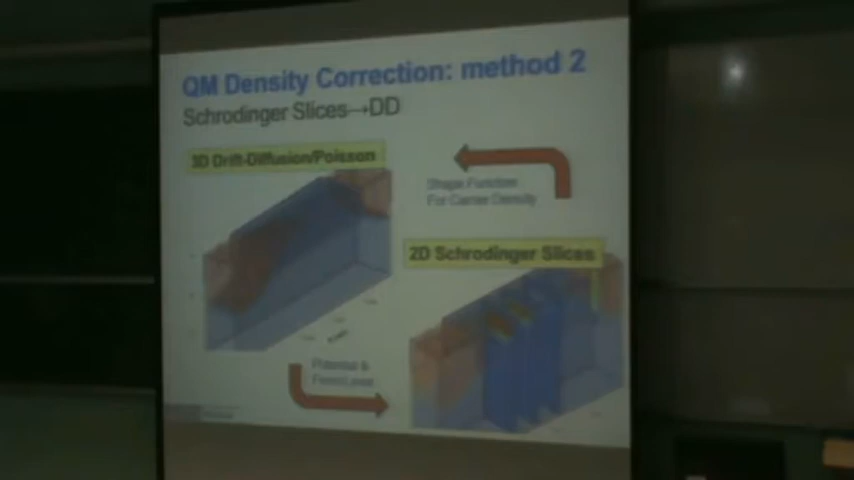 QM Density Correction: method 2
Schrodinger Slices→DD
3D Drift-Diffusion/Poisson
Shape Function
For Carrier Density
2D Schrodinger Slices
Potential &
Fermi Level